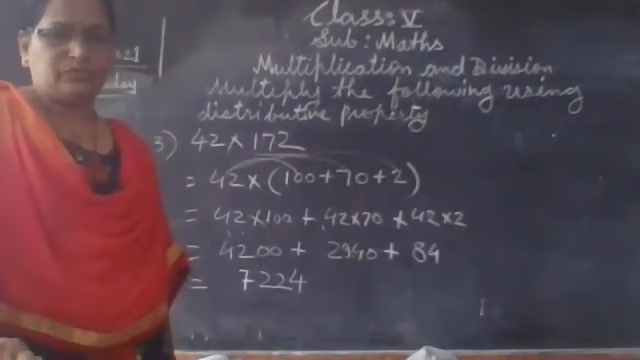 Class: V
Sub: Maths
Multiplication and Division
Multiply the following using
distributive property
3) 42 × 172
= 42 × (100 + 70 + 2)
= 42 × 100 + 42 × 70 + 42 × 2
= 4200 + 2940 + 84
= 7224